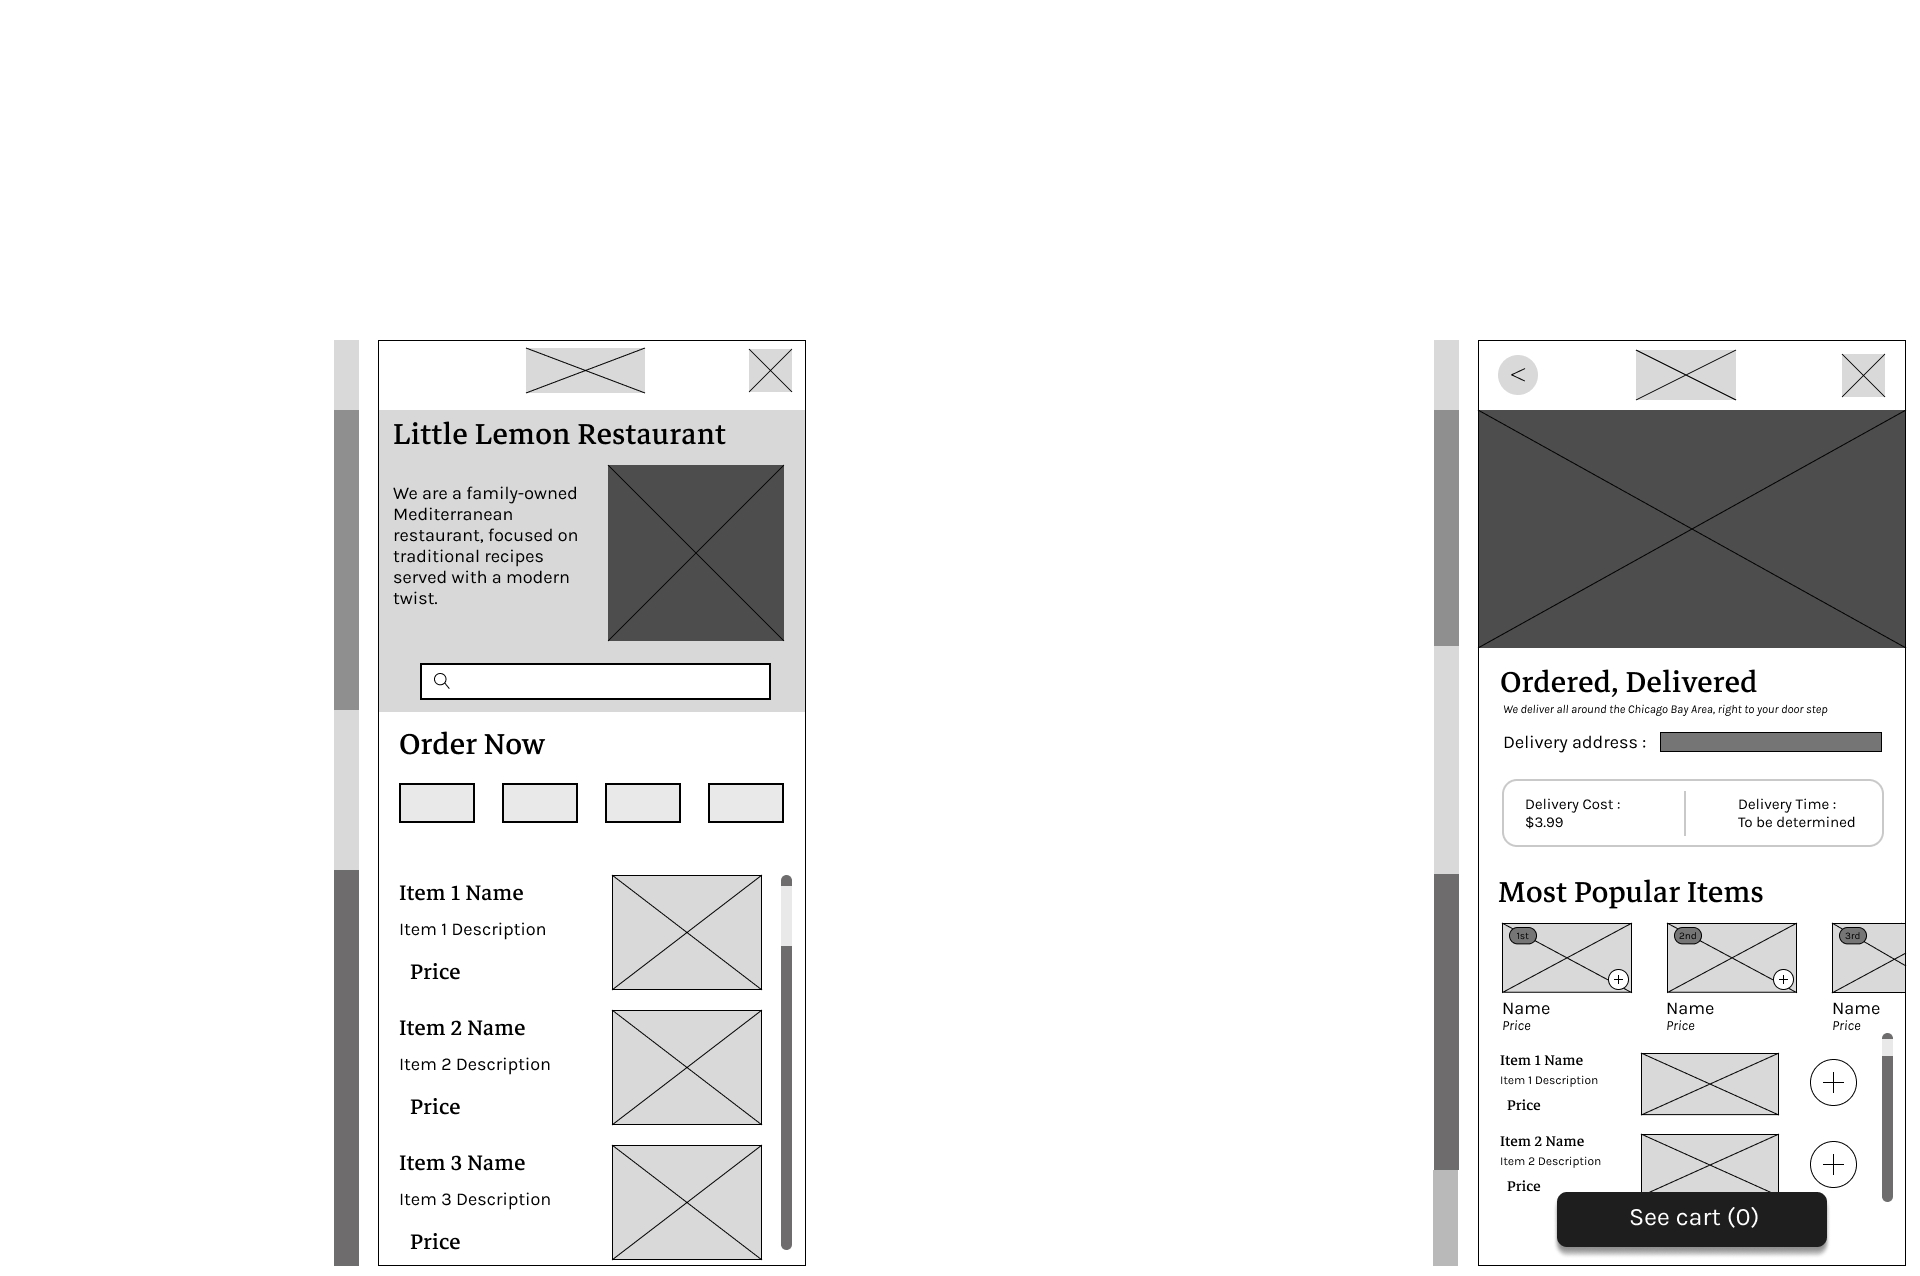 Little Lemon Restaurant
We are a family-owned
Mediterranean
restaurant, focused on
traditional recipes
served with a modern
twist.
Order Now
Item 1 Name
Item 1 Description
Price
Item 2 Name
Item 2 Description
Price
Item 3 Name
Item 3 Description
Price
<
Ordered, Delivered
We deliver all around the Chicago Bay Area, right to your door step
Delivery address :
Delivery Cost :
$3.99
Delivery Time :
To be determined
Most Popular Items
1st
2nd
3rd
Name
Price
Name
Price
Name
Price
Item 1 Name
Item 1 Description
Price
Item 2 Name
Item 2 Description
Price
See cart (0)